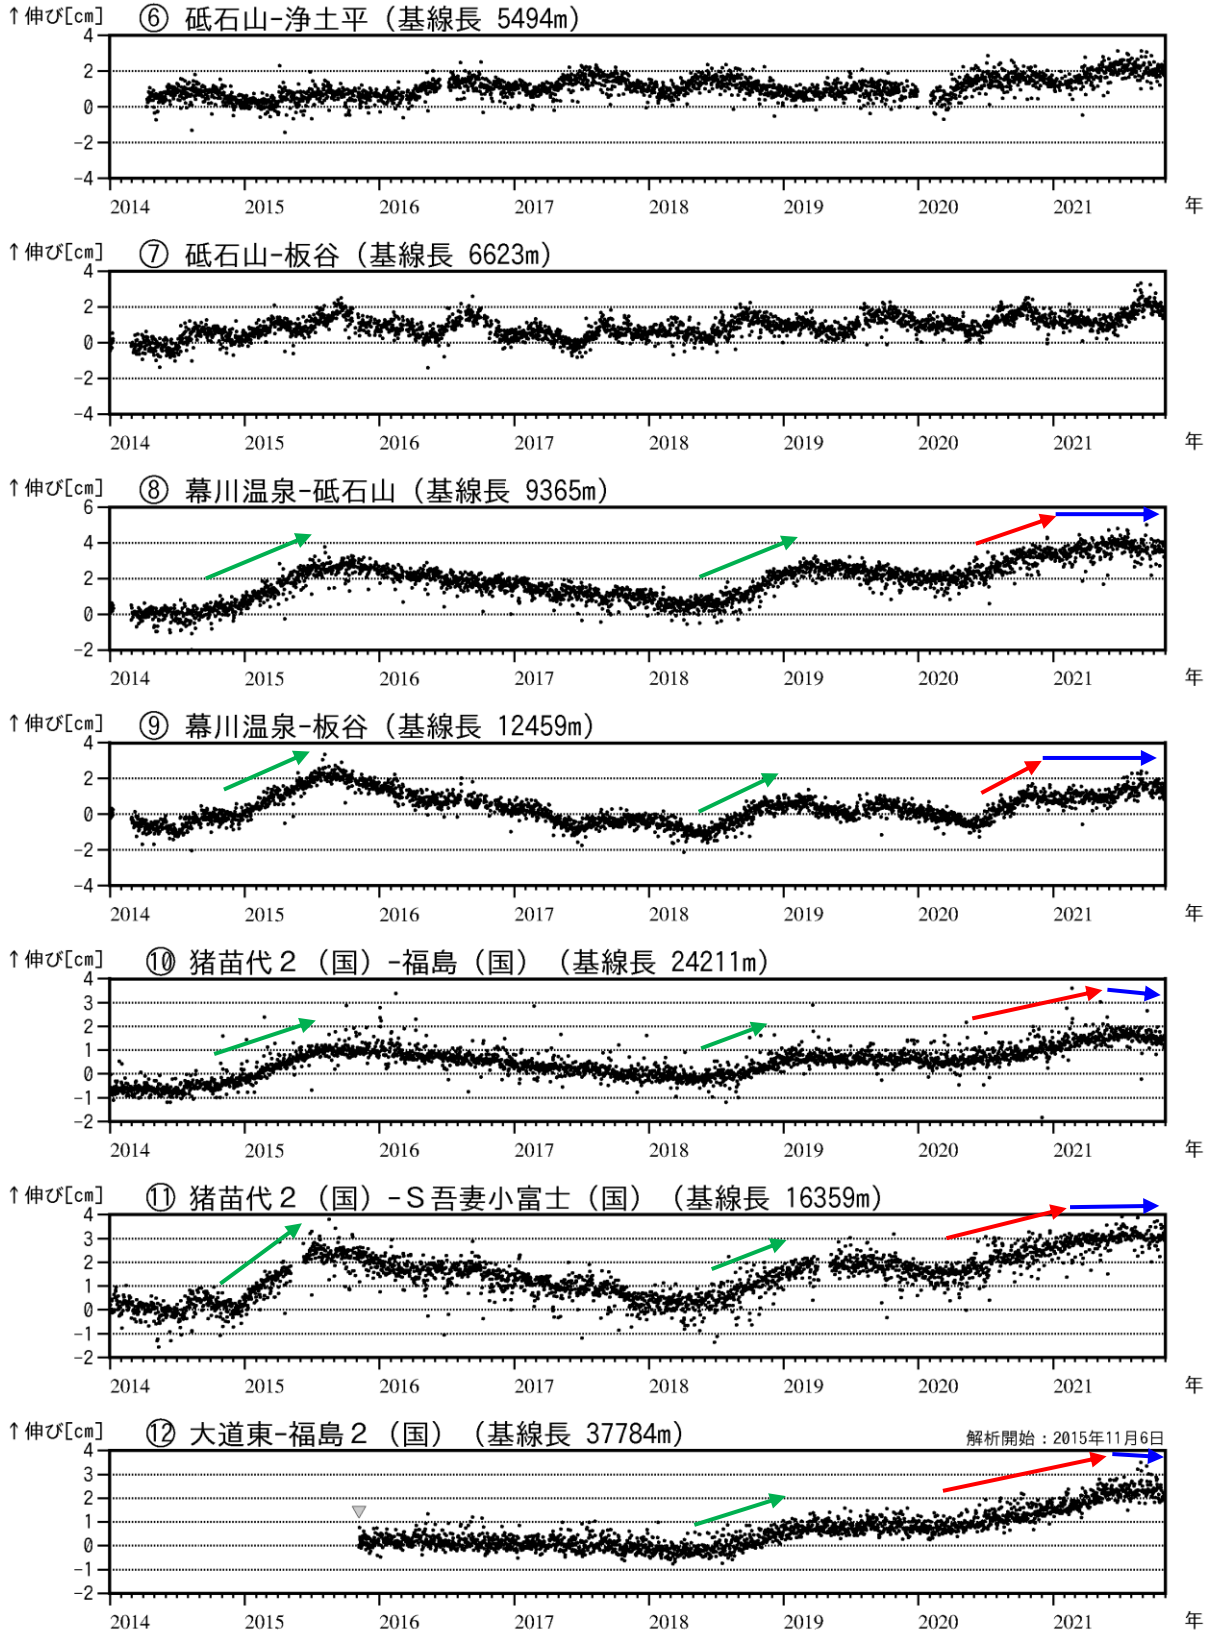 ↑伸び[cm] ⑥ 砥石山-浄土平（基線長 5494m）
4
2
0
-2
-4
2014 2015 2016 2017 2018 2019 2020 2021 年
↑伸び[cm] ⑦ 砥石山-板谷（基線長 6623m）
4
2
0
-2
-4
2014 2015 2016 2017 2018 2019 2020 2021 年
↑伸び[cm] ⑧ 幕川温泉-砥石山（基線長 9365m）
6
4
2
0
-2
2014 2015 2016 2017 2018 2019 2020 2021 年
↑伸び[cm] ⑨ 幕川温泉-板谷（基線長 12459m）
4
2
0
-2
-4
2014 2015 2016 2017 2018 2019 2020 2021 年
↑伸び[cm] ⑩ 猪苗代２（国）-福島（国）（基線長 24211m）
4
3
2
1
0
-1
-2
2014 2015 2016 2017 2018 2019 2020 2021 年
↑伸び[cm] ⑪ 猪苗代２（国）-Ｓ吾妻小富士（国）（基線長 16359m）
4
3
2
1
0
-1
-2
2014 2015 2016 2017 2018 2019 2020 2021 年
↑伸び[cm] ⑫ 大道東-福島２（国）（基線長 37784m）
解析開始：2015年11月6日
4
3
2
1
0
-1
-2
2014 2015 2016 2017 2018 2019 2020 2021 年